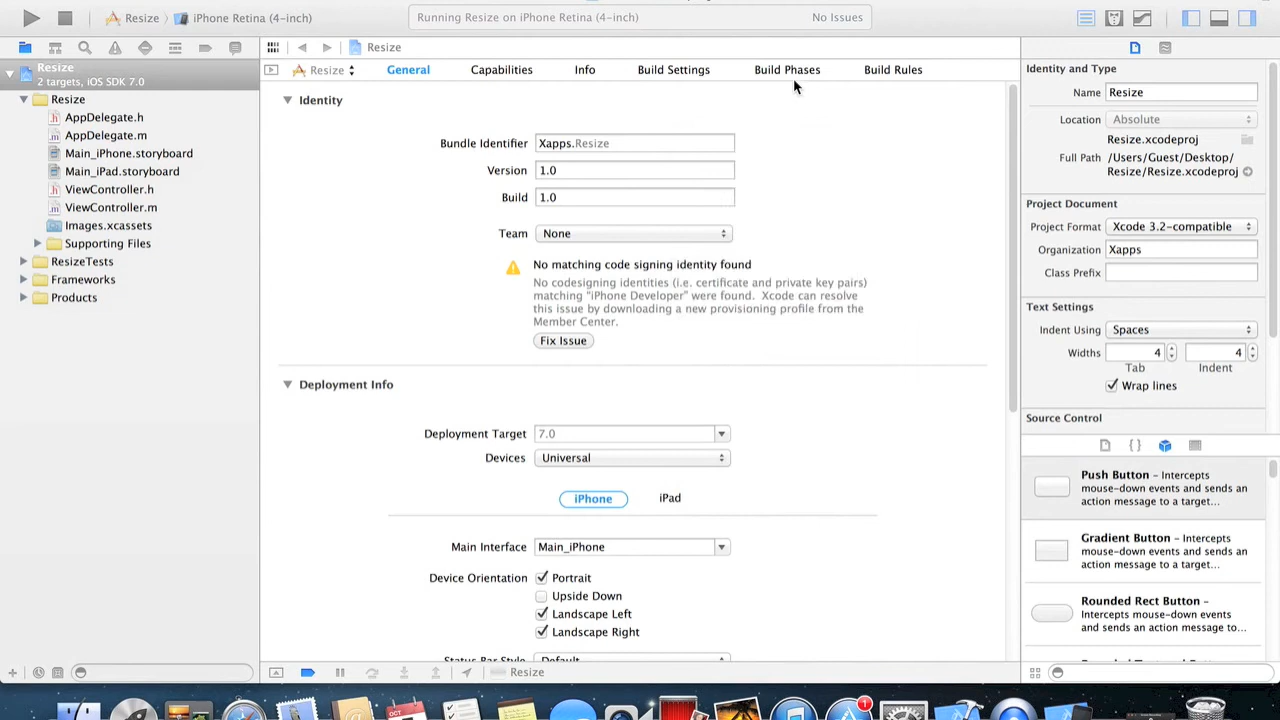 Resize
iPhone Retina (4-inch)
Running Resize on iPhone Retina (4-inch)
No Issues
Resize
Resize
2 targets, iOS SDK 7.0
Resize
AppDelegate.h
AppDelegate.m
Main_iPhone.storyboard
Main_iPad.storyboard
ViewController.h
ViewController.m
Images.xcassets
Supporting Files
ResizeTests
Frameworks
Products
Resize
General
Capabilities
Info
Build Settings
Build Phases
Build Rules
Identity
Bundle Identifier
Xapps.Resize
Version
1.0
Build
1.0
Team
None
No matching code signing identity found
No codesigning identities (i.e. certificate and private key pairs)
matching "iPhone Developer" were found. Xcode can resolve
this issue by downloading a new provisioning profile from the
Member Center.
Fix Issue
Deployment Info
Deployment Target
7.0
Devices
Universal
iPhone
iPad
Main Interface
Main_iPhone
Device Orientation
Portrait
Upside Down
Landscape Left
Landscape Right
Status Bar Style
Default
Resize
Identity and Type
Name
Resize
Location
Absolute
Resize.xcodeproj
Full Path
/Users/Guest/Desktop/
Resize/Resize.xcodeproj
Project Document
Project Format
Xcode 3.2-compatible
Organization
Xapps
Class Prefix
Text Settings
Indent Using
Spaces
Widths
4
4
Tab
Indent
Wrap lines
Source Control
Push Button – Intercepts
mouse-down events and sends an
action message to a target...
Gradient Button – Intercepts
mouse-down events and sends an
action message to a target...
Rounded Rect Button –
Intercepts mouse-down events
and sends an action message to...
OCT
1